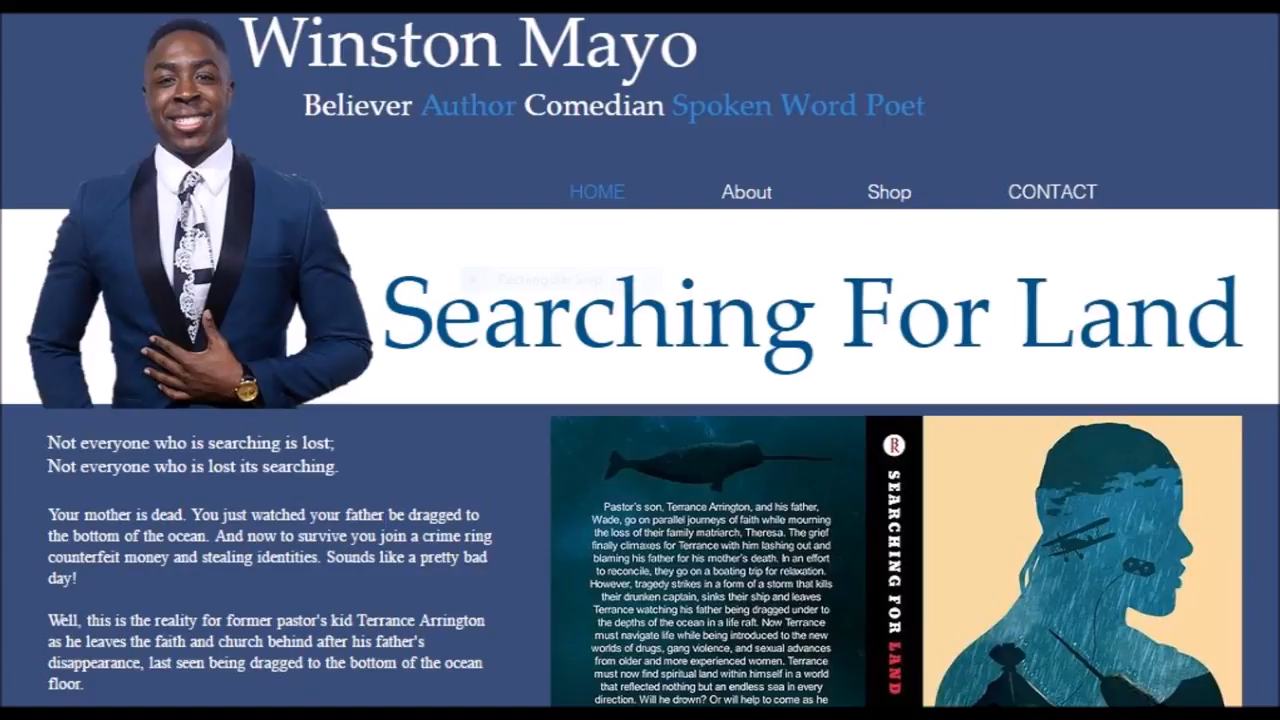 Winston Mayo
Believer Author Comedian Spoken Word Poet
HOME About Shop CONTACT
Rectangular Snip
Searching For Land
Not everyone who is searching is lost;
Not everyone who is lost its searching.
Your mother is dead. You just watched your father be dragged to
the bottom of the ocean. And now to survive you join a crime ring
counterfeit money and stealing identities. Sounds like a pretty bad
day!
Well, this is the reality for former pastor's kid Terrance Arrington
as he leaves the faith and church behind after his father's
disappearance, last seen being dragged to the bottom of the ocean
floor.
Pastor's son, Terrance Arrington, and his father,
Wade, go on parallel journeys of faith while mourning
the loss of their family matriarch, Theresa. The grief
finally climaxes for Terrance with him lashing out and
blaming his father for his mother's death. In an effort
to reconcile, they go on a boating trip for relaxation.
However, tragedy strikes in a form of a storm that kills
their drunken captain, sinks their ship and leaves
Terrance watching his father being dragged under to
the depths of the ocean in a life raft. Now Terrance
must navigate life while being introduced to the new
worlds of drugs, gang violence, and sexual advances
from older and more experienced women. Terrance
must now find spiritual land within himself in a world
that reflected nothing but an endless sea in every
direction. Will he drown? Or will help to come as he
SEARCHING FOR LAND